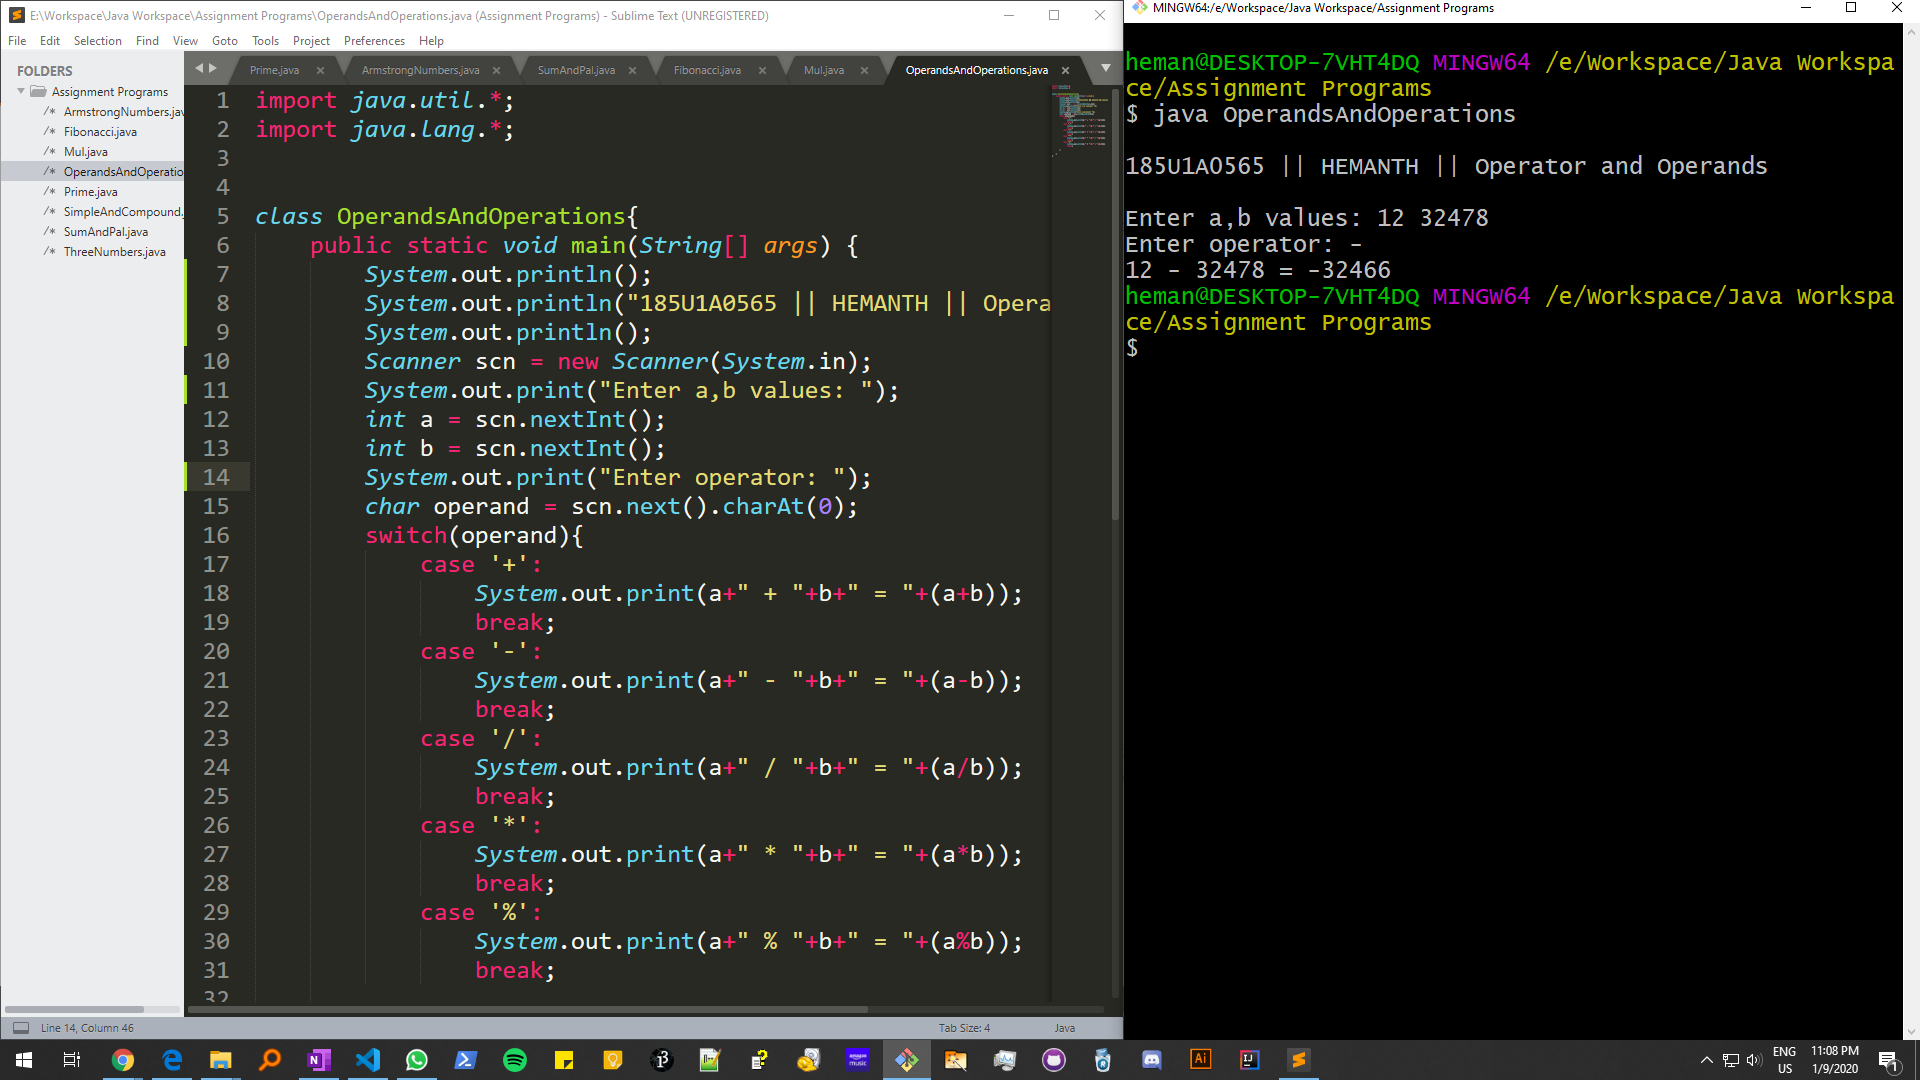 E:\Workspace\Java Workspace\Assignment Programs\OperandsAndOperations.java (Assignment Programs) - Sublime Text (UNREGISTERED)
File Edit Selection Find View Goto Tools Project Preferences Help
FOLDERS
Assignment Programs
/* ArmstrongNumbers.jav
/* Fibonacci.java
/* Mul.java
/* OperandsAndOperatio
/* Prime.java
/* SimpleAndCompound.
/* SumAndPal.java
/* ThreeNumbers.java
Prime.java ArmstrongNumbers.java SumAndPal.java Fibonacci.java Mul.java OperandsAndOperations.java
1 import java.util.*;
2 import java.lang.*;
3
4
5 class OperandsAndOperations{
6 public static void main(String[] args) {
7 System.out.println();
8 System.out.println("185U1A0565 || HEMANTH || Opera
9 System.out.println();
10 Scanner scn = new Scanner(System.in);
11 System.out.print("Enter a,b values: ");
12 int a = scn.nextInt();
13 int b = scn.nextInt();
14 System.out.print("Enter operator: ");
15 char operand = scn.next().charAt(0);
16 switch(operand){
17 case '+':
18 System.out.print(a+" + "+b+" = "+(a+b));
19 break;
20 case '-':
21 System.out.print(a+" - "+b+" = "+(a-b));
22 break;
23 case '/':
24 System.out.print(a+" / "+b+" = "+(a/b));
25 break;
26 case '*':
27 System.out.print(a+" * "+b+" = "+(a*b));
28 break;
29 case '%':
30 System.out.print(a+" % "+b+" = "+(a%b));
31 break;
32
Line 14, Column 46 Tab Size: 4 Java
MINGW64:/e/Workspace/Java Workspace/Assignment Programs
heman@DESKTOP-7VHT4DQ MINGW64 /e/Workspace/Java Workspa
ce/Assignment Programs
$ java OperandsAndOperations
185U1A0565 || HEMANTH || Operator and Operands
Enter a,b values: 12 32478
Enter operator: -
12 - 32478 = -32466
heman@DESKTOP-7VHT4DQ MINGW64 /e/Workspace/Java Workspa
ce/Assignment Programs
$
ENG
US
11:08 PM
1/9/2020